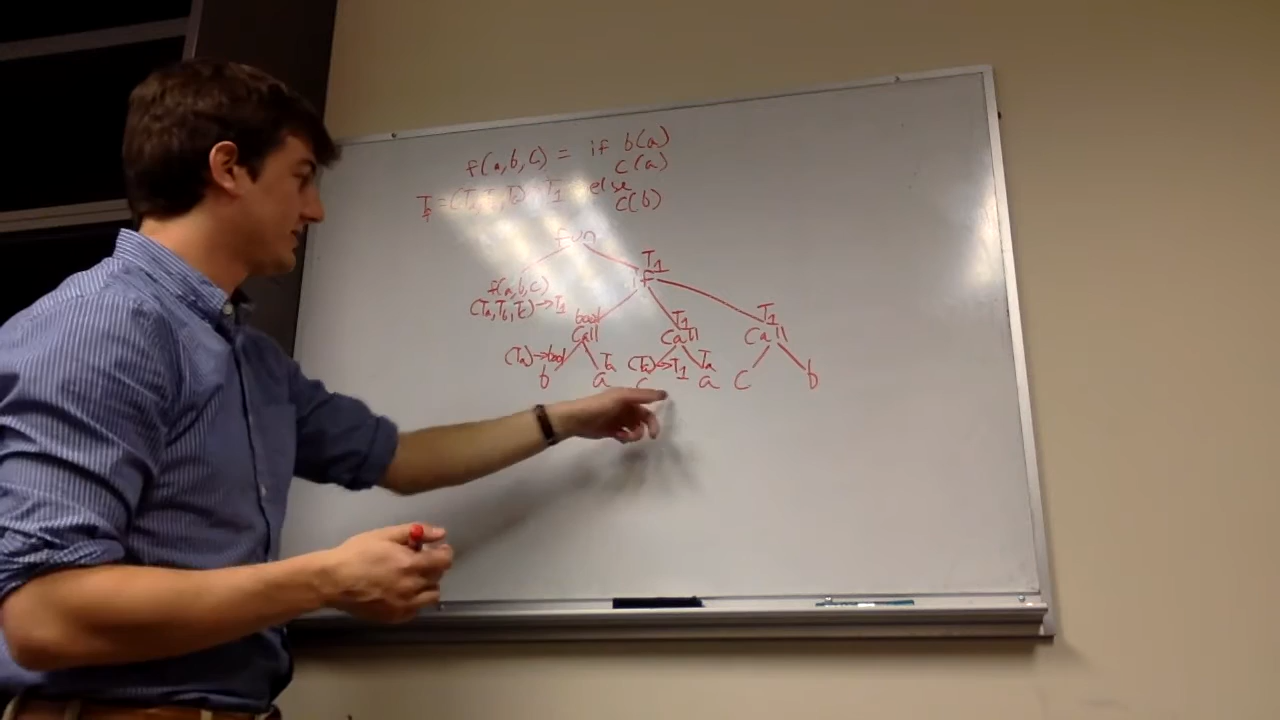 f(a,b,c) = if b(a)
c(a)
else
c(b)
fun
T1
if
f(a,b,c)
(Ta,Tb,Tc)→T1
bool
call
T1
call
T1
call
(Ta)→bool
b
Ta
a
(Ta)→T1
c
Ta
a
c
b